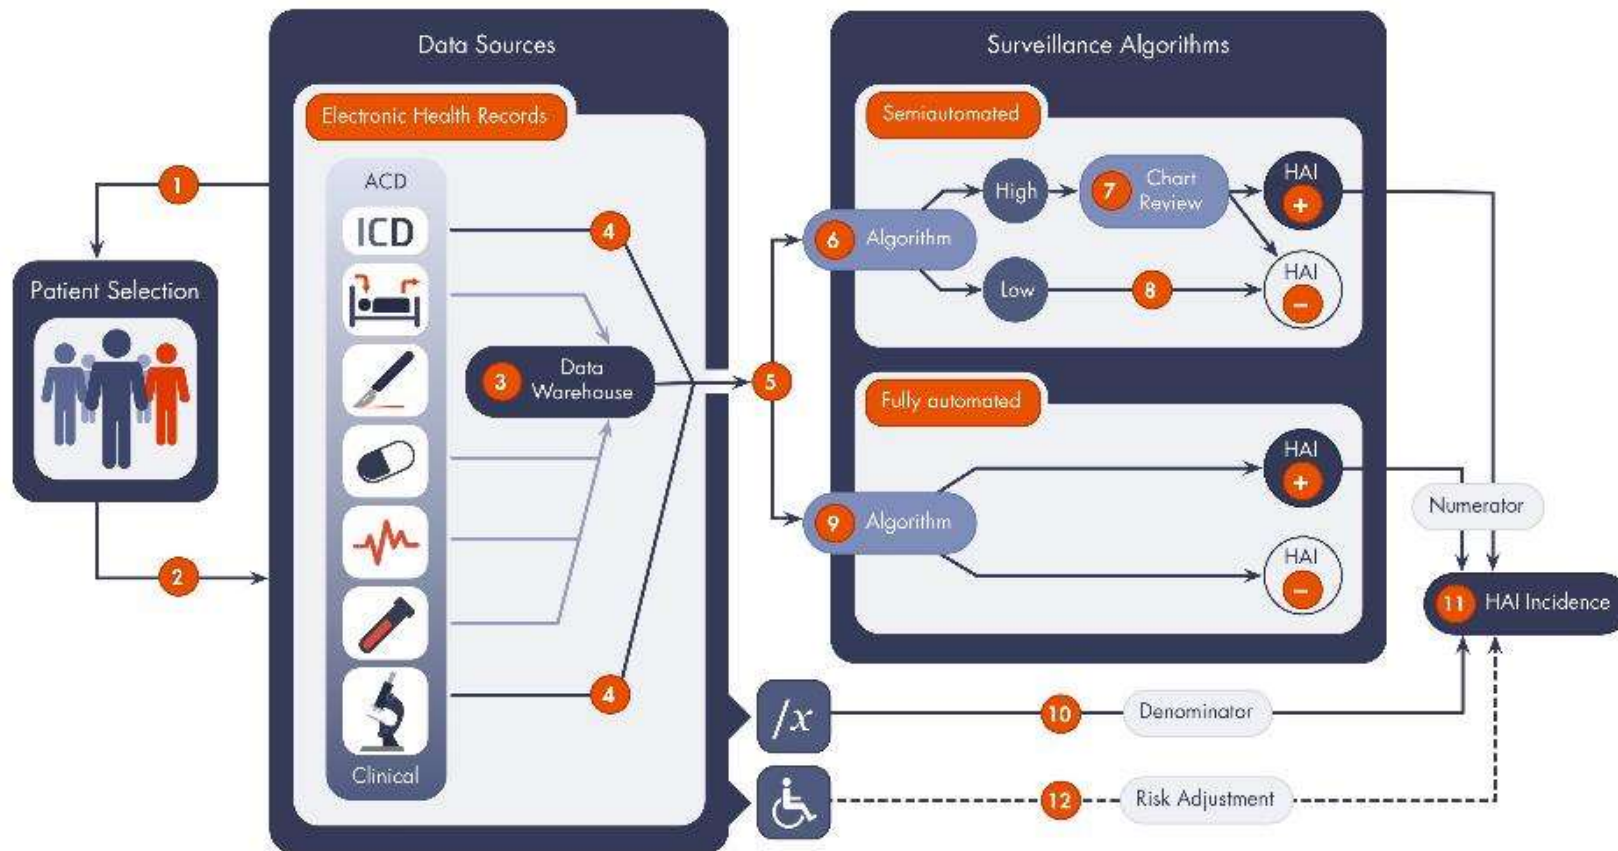 Data Sources
Surveillance Algorithms
Electronic Health Records
Semiautomated
ACD
ICD
1
4
Patient Selection
3 Data
Warehouse
2
4
Clinical
5
6 Algorithm
High
7 Chart
Review
HAI
+
Low
8
HAI
−
Fully automated
9 Algorithm
HAI
+
HAI
−
Numerator
11 HAI Incidence
/x
10
Denominator
12
Risk Adjustment